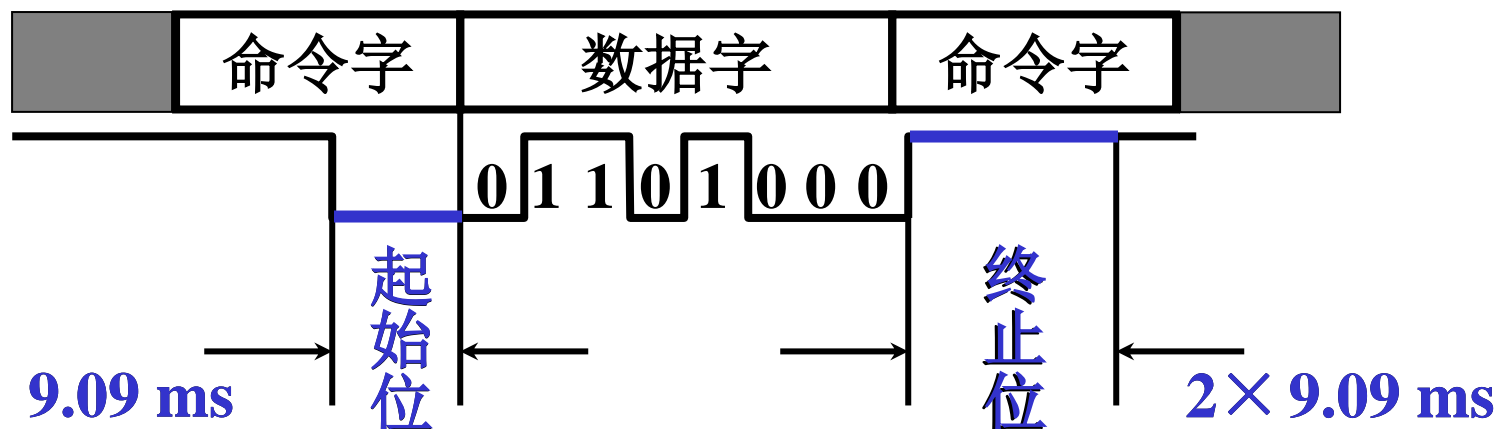 命令字 数据字 命令字
0 1 1 0 1 0 0 0
起始位
终止位
9.09 ms
2× 9.09 ms